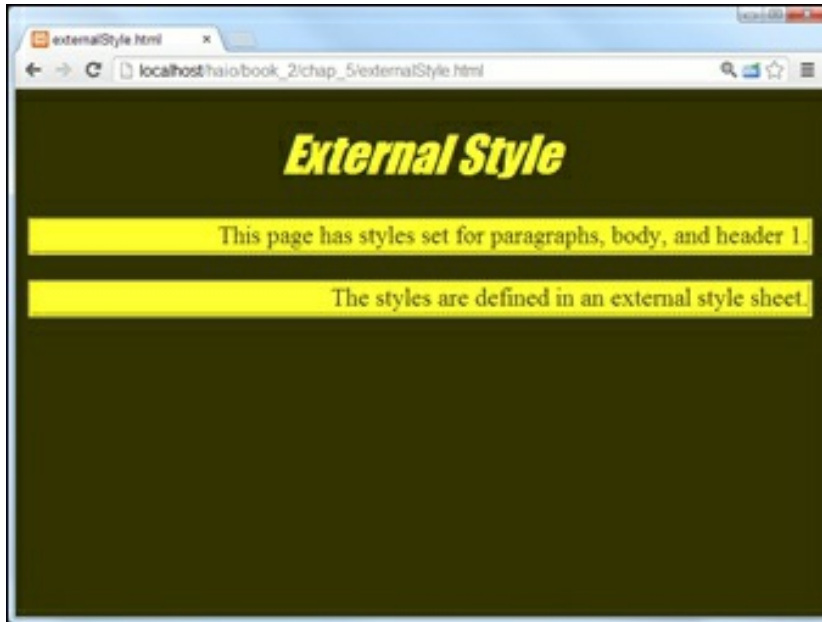 externalStyle.html
localhost/haio/book_2/chap_5/externalStyle.html
External Style
This page has styles set for paragraphs, body, and header 1.
The styles are defined in an external style sheet.